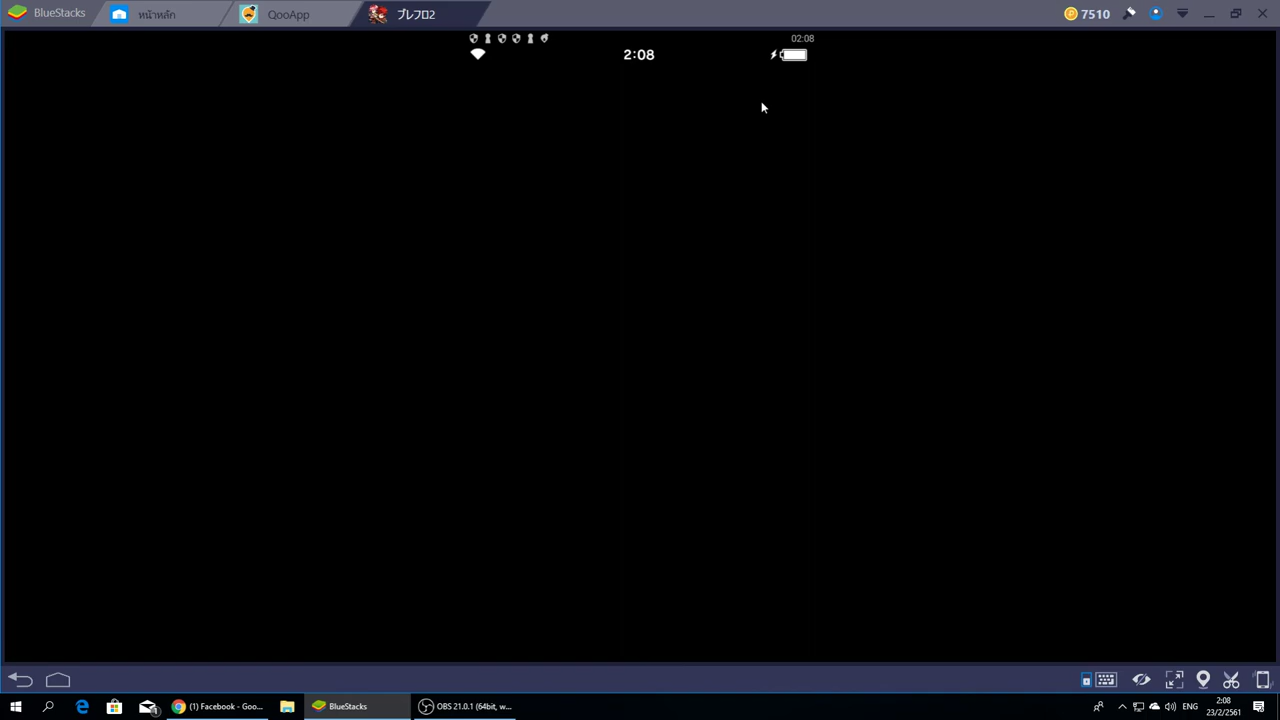 BlueStacks
หน้าหลัก
QooApp
ブレフロ2
7510
02:08
2:08
(1) Facebook - Goo...
BlueStacks
OBS 21.0.1 (64bit, w...
ENG
2:08
23/2/2561